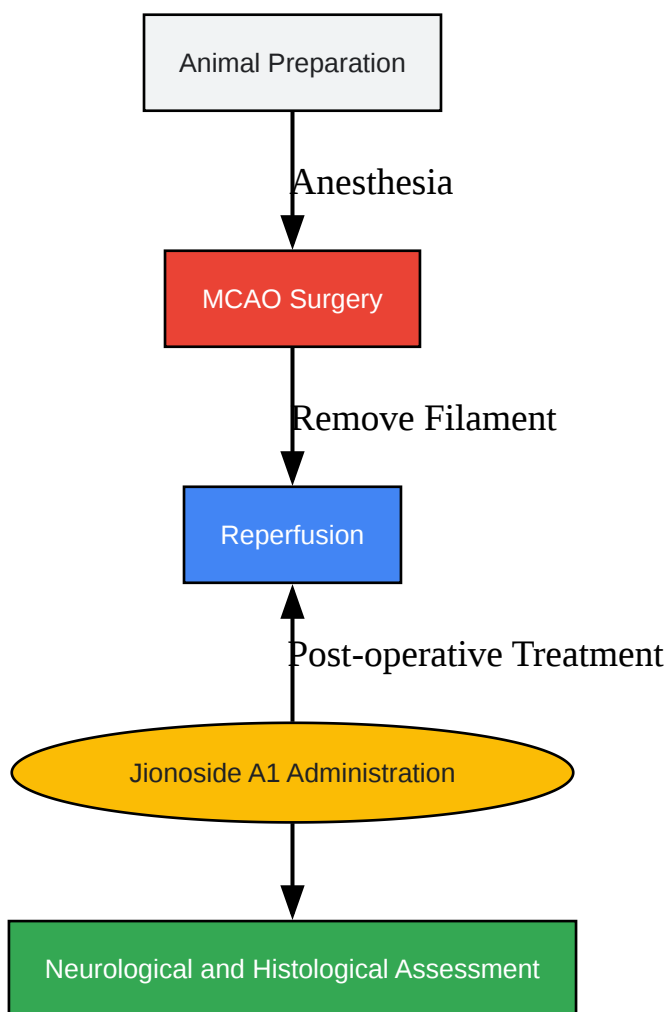 Animal Preparation
Anesthesia
MCAO Surgery
Remove Filament
Reperfusion
Post-operative Treatment
Jionoside A1 Administration
Neurological and Histological Assessment